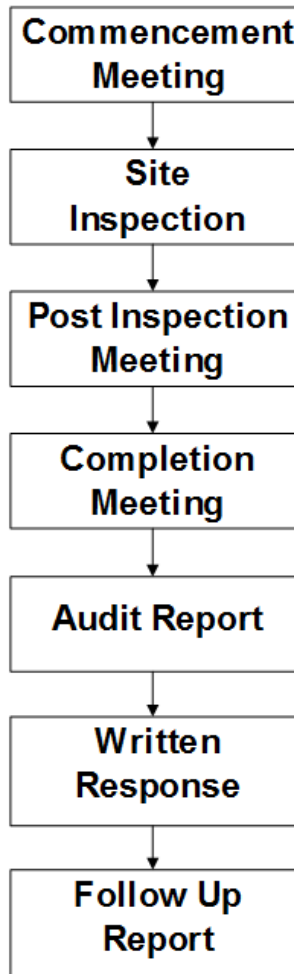 Commencement
Meeting
Site
Inspection
Post Inspection
Meeting
Completion
Meeting
Audit Report
Written
Response
Follow Up
Report